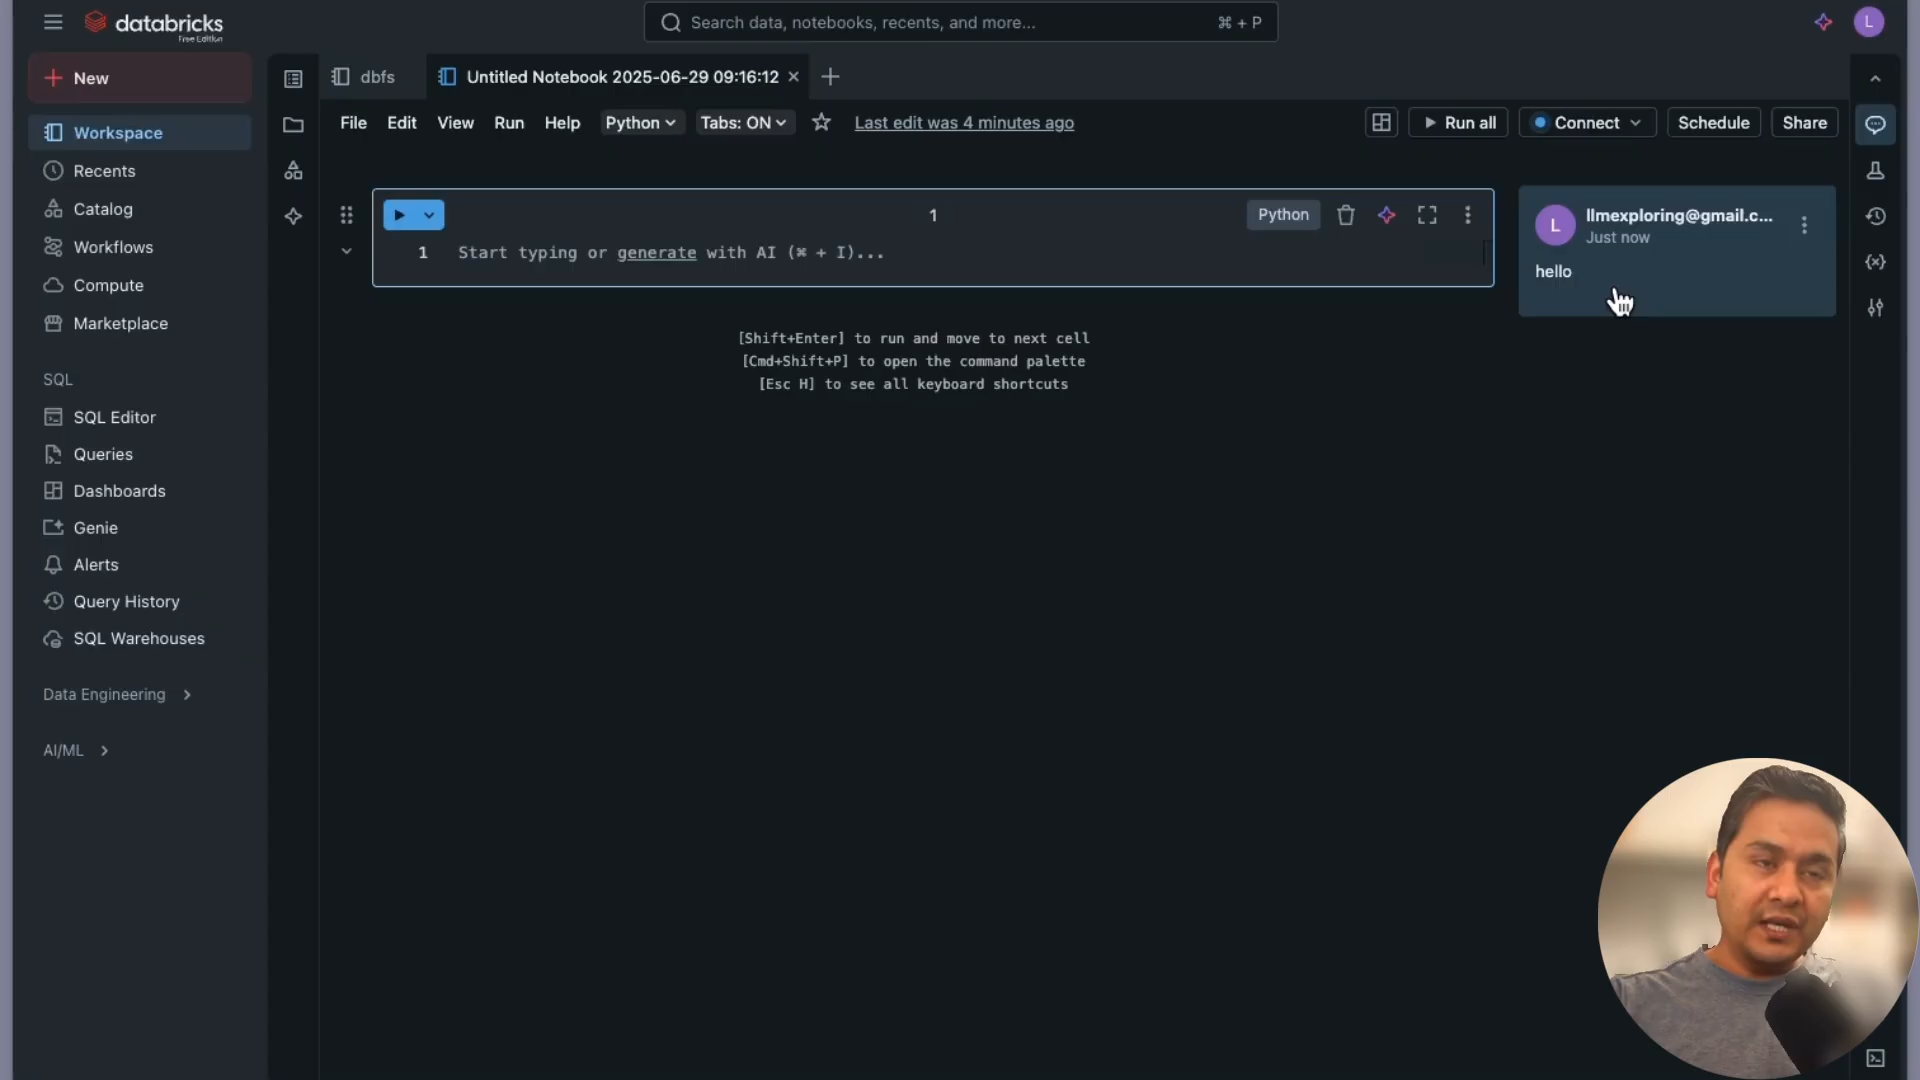 databricks
Free Edition
Search data, notebooks, recents, and more...
⌘ + P
L
New
Workspace
Recents
Catalog
Workflows
Compute
Marketplace
SQL
SQL Editor
Queries
Dashboards
Genie
Alerts
Query History
SQL Warehouses
Data Engineering
AI/ML
dbfs
Untitled Notebook 2025-06-29 09:16:12
File Edit View Run Help Python Tabs: ON Last edit was 4 minutes ago
Run all Connect Schedule Share
1
Python
1 Start typing or generate with AI (⌘ + I)...
[Shift+Enter] to run and move to next cell
[Cmd+Shift+P] to open the command palette
[Esc H] to see all keyboard shortcuts
L
llmexploring@gmail.c...
Just now
hello